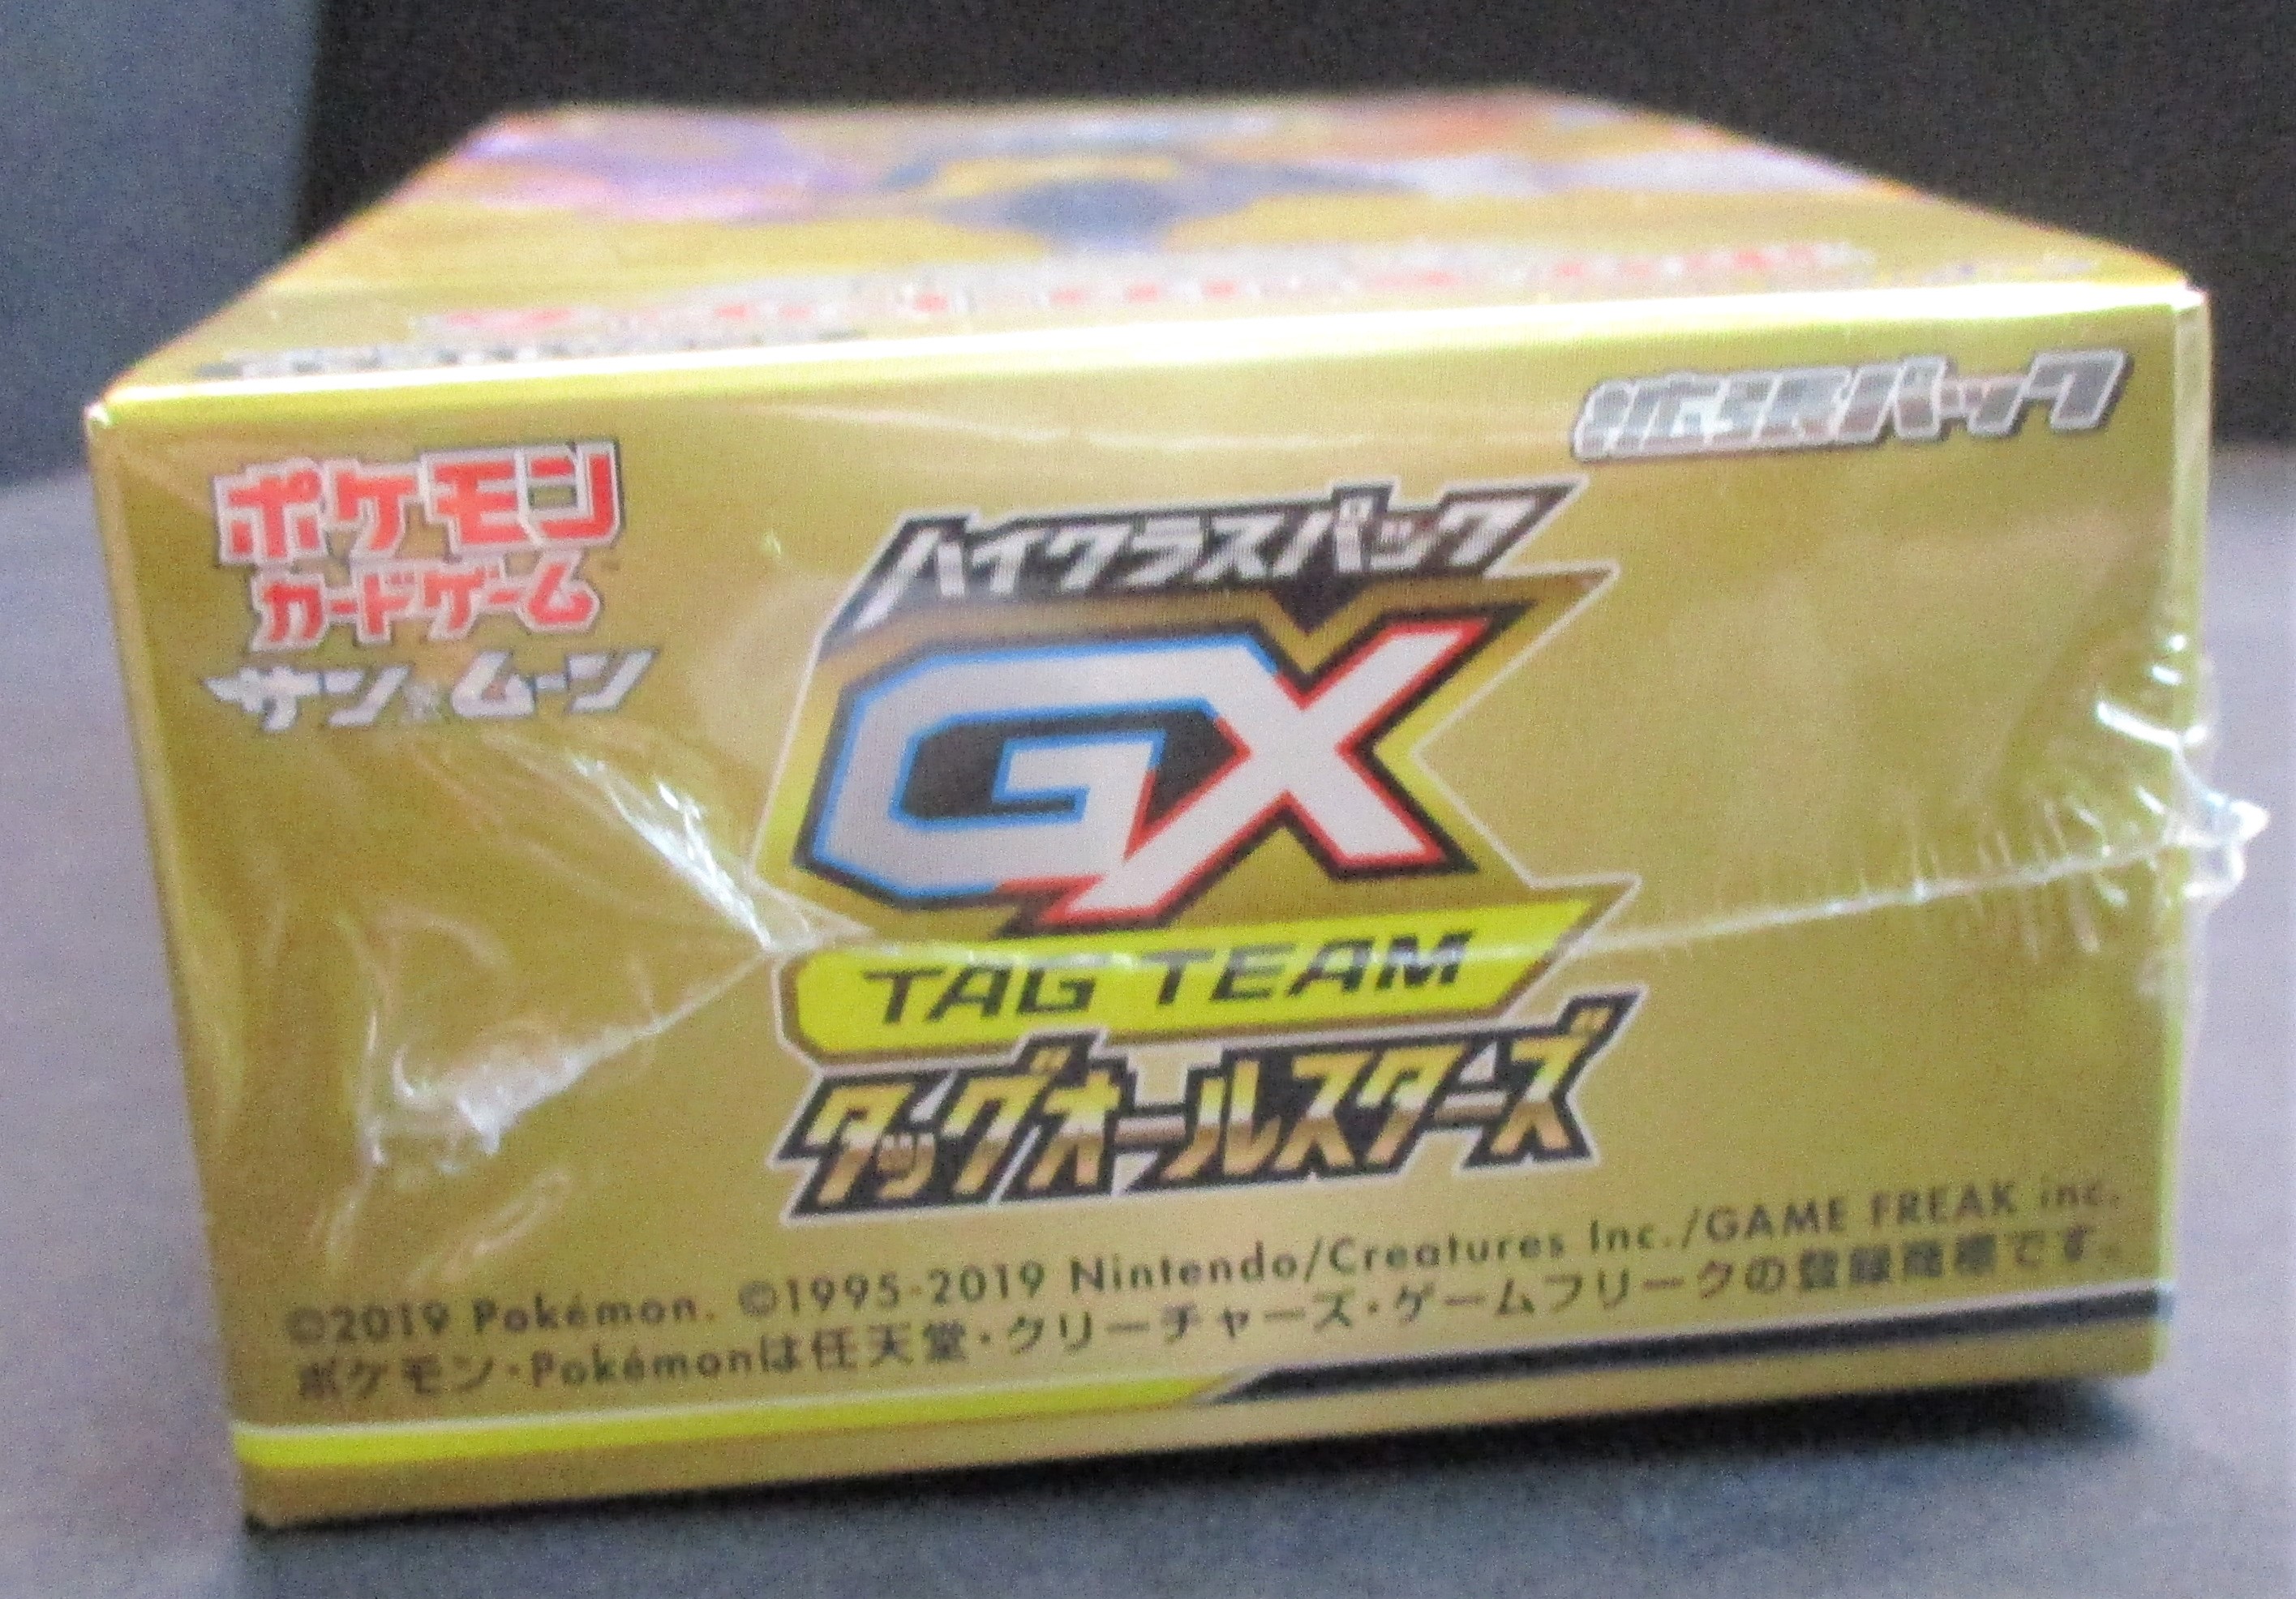 拡張パック
ポケモン
カードゲーム
サン&ムーン
ハイクラスパック
GX
TAG TEAM
タッグオールスターズ
©2019 Pokémon. ©1995-2019 Nintendo/Creatures Inc./GAME FREAK inc.
ポケモン・Pokémonは任天堂・クリーチャーズ・ゲームフリークの登録商標です。